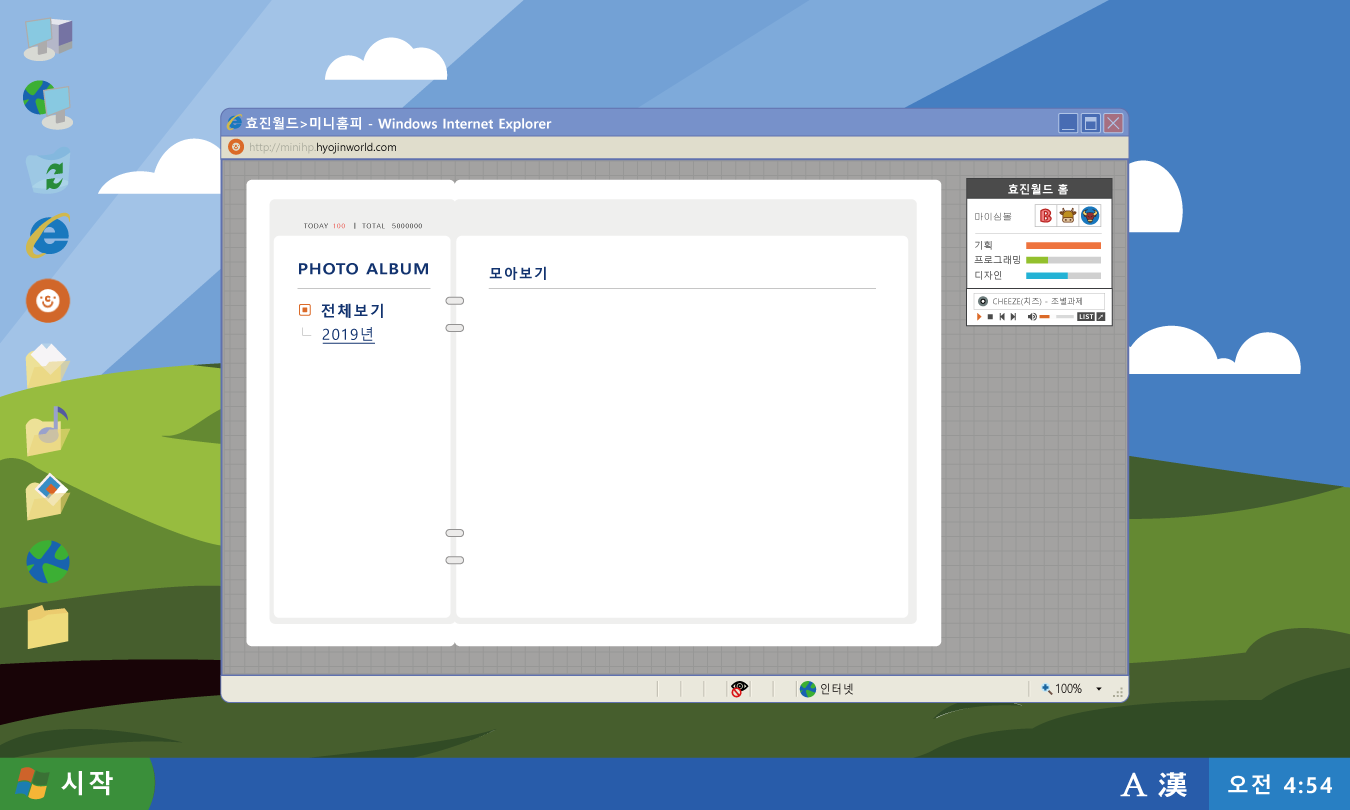 효진월드>미니홈피 - Windows Internet Explorer
http://minihp.hyojinworld.com
TODAY 100 | TOTAL 5000000
PHOTO ALBUM
전체보기
2019년
모아보기
효진월드 홈
마이심볼
B
기획
프로그래밍
디자인
CHEEZE(치즈) - 조별과제
LIST
인터넷
100%
시작
A 漢
오전 4:54